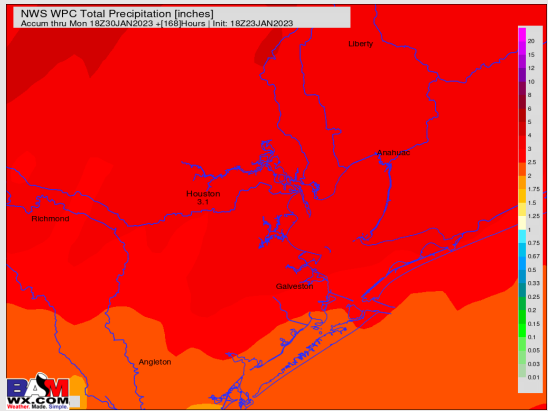 NWS WPC Total Precipitation [inches]
Accum thru Mon 18Z30JAN2023 +[168]Hours | Init: 18Z23JAN2023
Liberty
Anahuac
Houston
3.1
Richmond
Galveston
Angleton
20
15
12
10
8
6
5
4
3
2.5
2
1.75
1.5
1.25
1
0.75
0.67
0.5
0.33
0.25
0.2
0.15
0.1
0.05
0.03
0.01
BAM
WX.COM
Weather. Made. Simple.